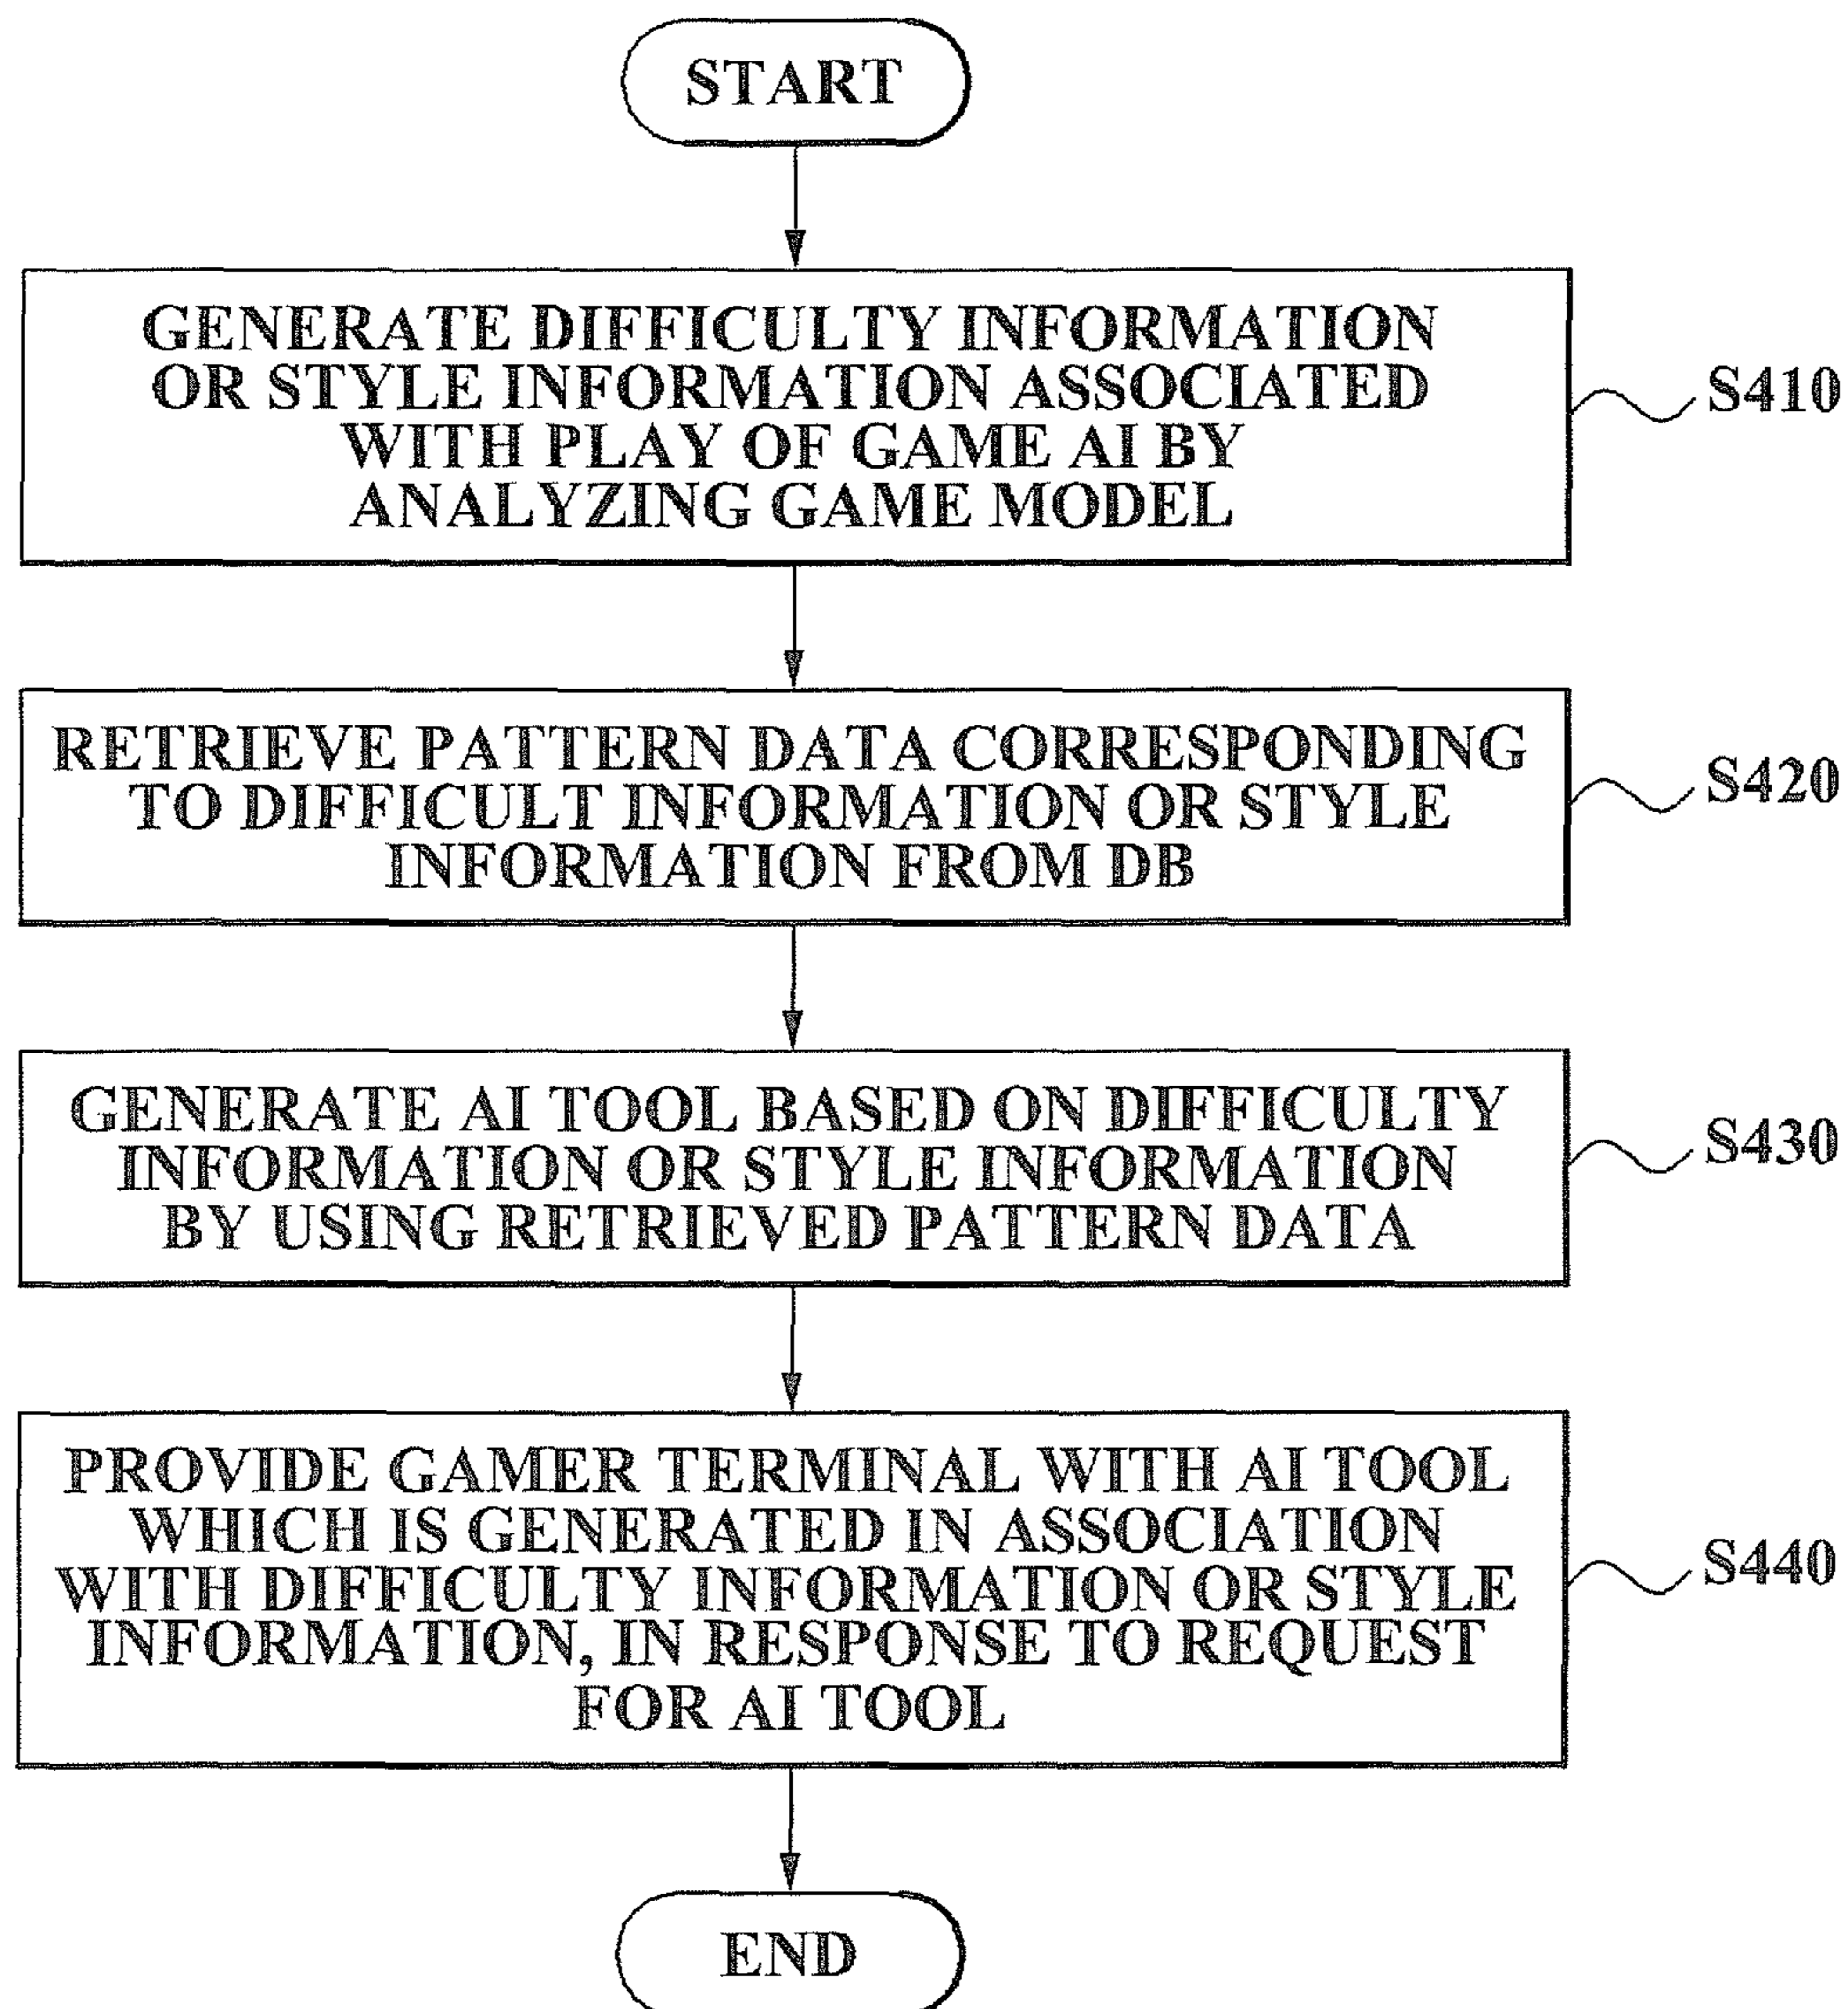 START
GENERATE DIFFICULTY INFORMATION
OR STYLE INFORMATION ASSOCIATED
WITH PLAY OF GAME AI BY
ANALYZING GAME MODEL
S410
RETRIEVE PATTERN DATA CORRESPONDING
TO DIFFICULT INFORMATION OR STYLE
INFORMATION FROM DB
S420
GENERATE AI TOOL BASED ON DIFFICULTY
INFORMATION OR STYLE INFORMATION
BY USING RETRIEVED PATTERN DATA
S430
PROVIDE GAMER TERMINAL WITH AI TOOL
WHICH IS GENERATED IN ASSOCIATION
WITH DIFFICULTY INFORMATION OR STYLE
INFORMATION, IN RESPONSE TO REQUEST
FOR AI TOOL
S440
END